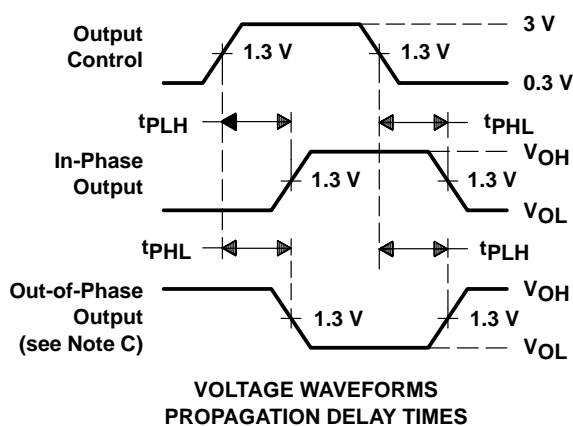 3 V
Output
Control
1.3 V
1.3 V
0.3 V
tPLH
tPHL
VOH
In-Phase
Output
1.3 V
1.3 V
VOL
tPHL
tPLH
VOH
Out-of-Phase
Output
(see Note C)
1.3 V
1.3 V
VOL
VOLTAGE WAVEFORMS
PROPAGATION DELAY TIMES